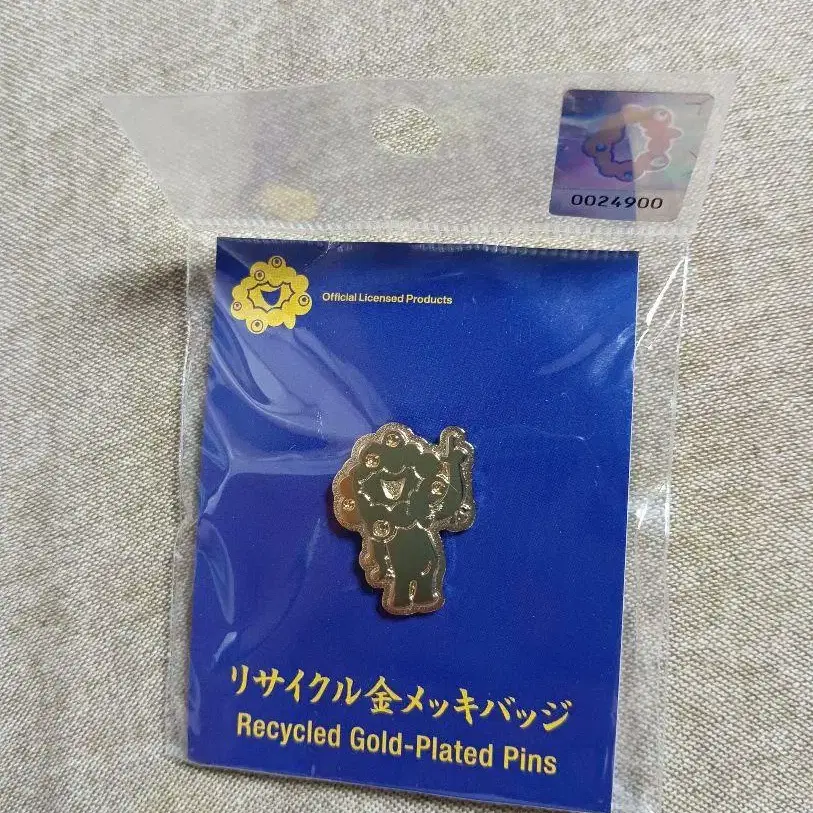 0024900
Official Licensed Products
リサイクル金メッキバッジ
Recycled Gold-Plated Pins